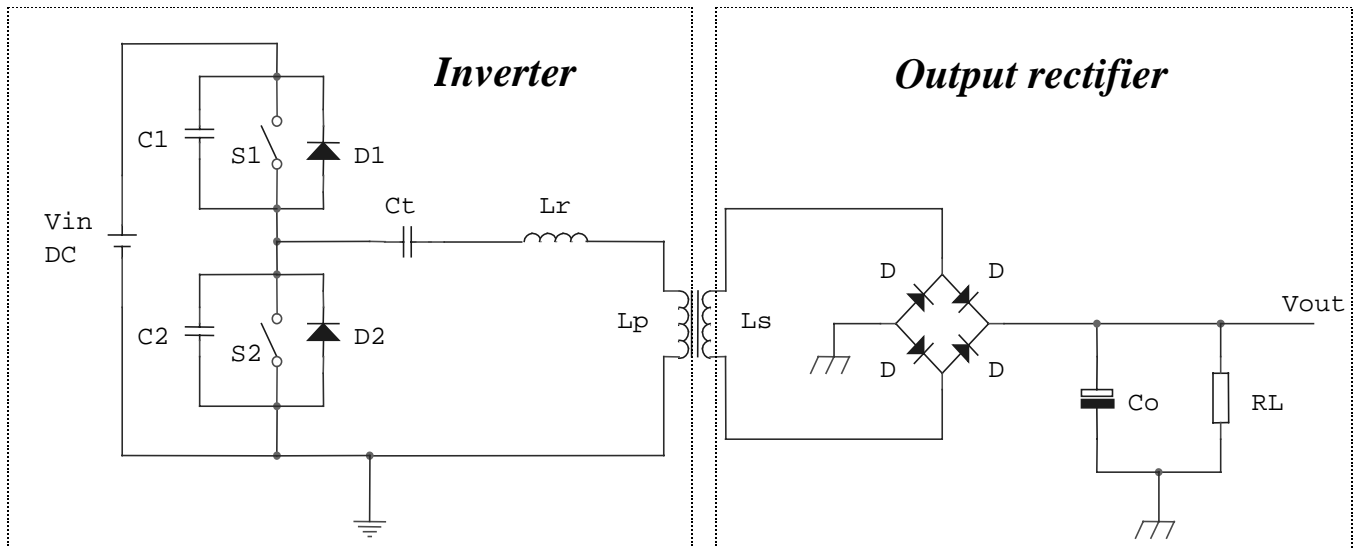 Inverter
Output rectifier
C1
S1
D1
Vin
DC
Ct
Lr
C2
S2
D2
Lp
Ls
D
D
D
D
Vout
Co
RL